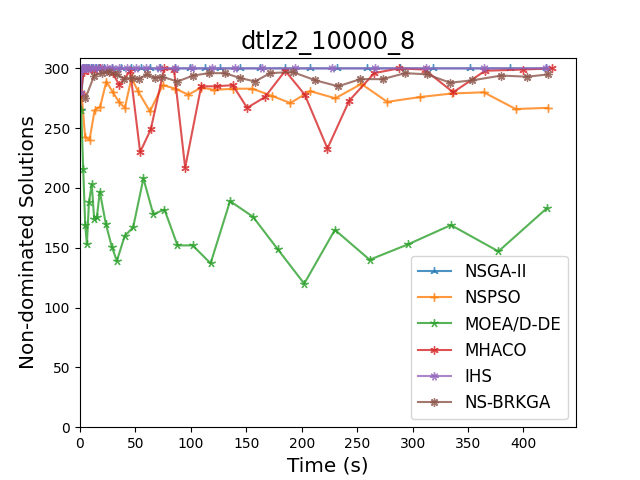 dtlz2_10000_8
Non-dominated Solutions
300
250
200
150
100
50
0
0 50 100 150 200 250 300 350 400
Time (s)
NSGA-II
NSPSO
MOEA/D-DE
MHACO
IHS
NS-BRKGA